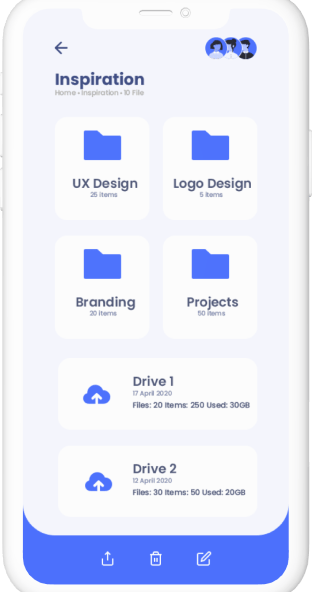 Inspiration
Home • Inspiration • 10 File
UX Design
25 Items
Logo Design
5 Items
Branding
20 Items
Projects
50 Items
Drive 1
17 April 2020
Files: 20 Items: 250 Used: 30GB
Drive 2
12 April 2020
Files: 30 Items: 50 Used: 20GB